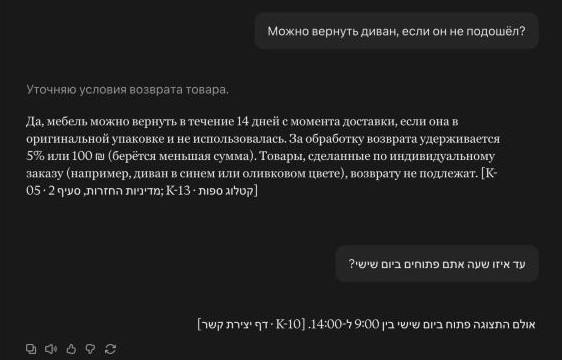 Можно вернуть диван, если он не подошёл?
Уточняю условия возврата товара.
Да, мебель можно вернуть в течение 14 дней с момента доставки, если она в
оригинальной упаковке и не использовалась. За обработку возврата удерживается
5% или 100 ₪ (берётся меньшая сумма). Товары, сделанные по индивидуальному
заказу (например, диван в синем или оливковом цвете), возврату не подлежат. [K-
05 · מדיניות החזרות, סעיף 2; K-13 · קטלוג ספות]
עד איזו שעה אתם פתוחים ביום שישי?
אולם התצוגה פתוח ביום שישי בין 9:00 ל-14:00. [K-10 · דף יצירת קשר]